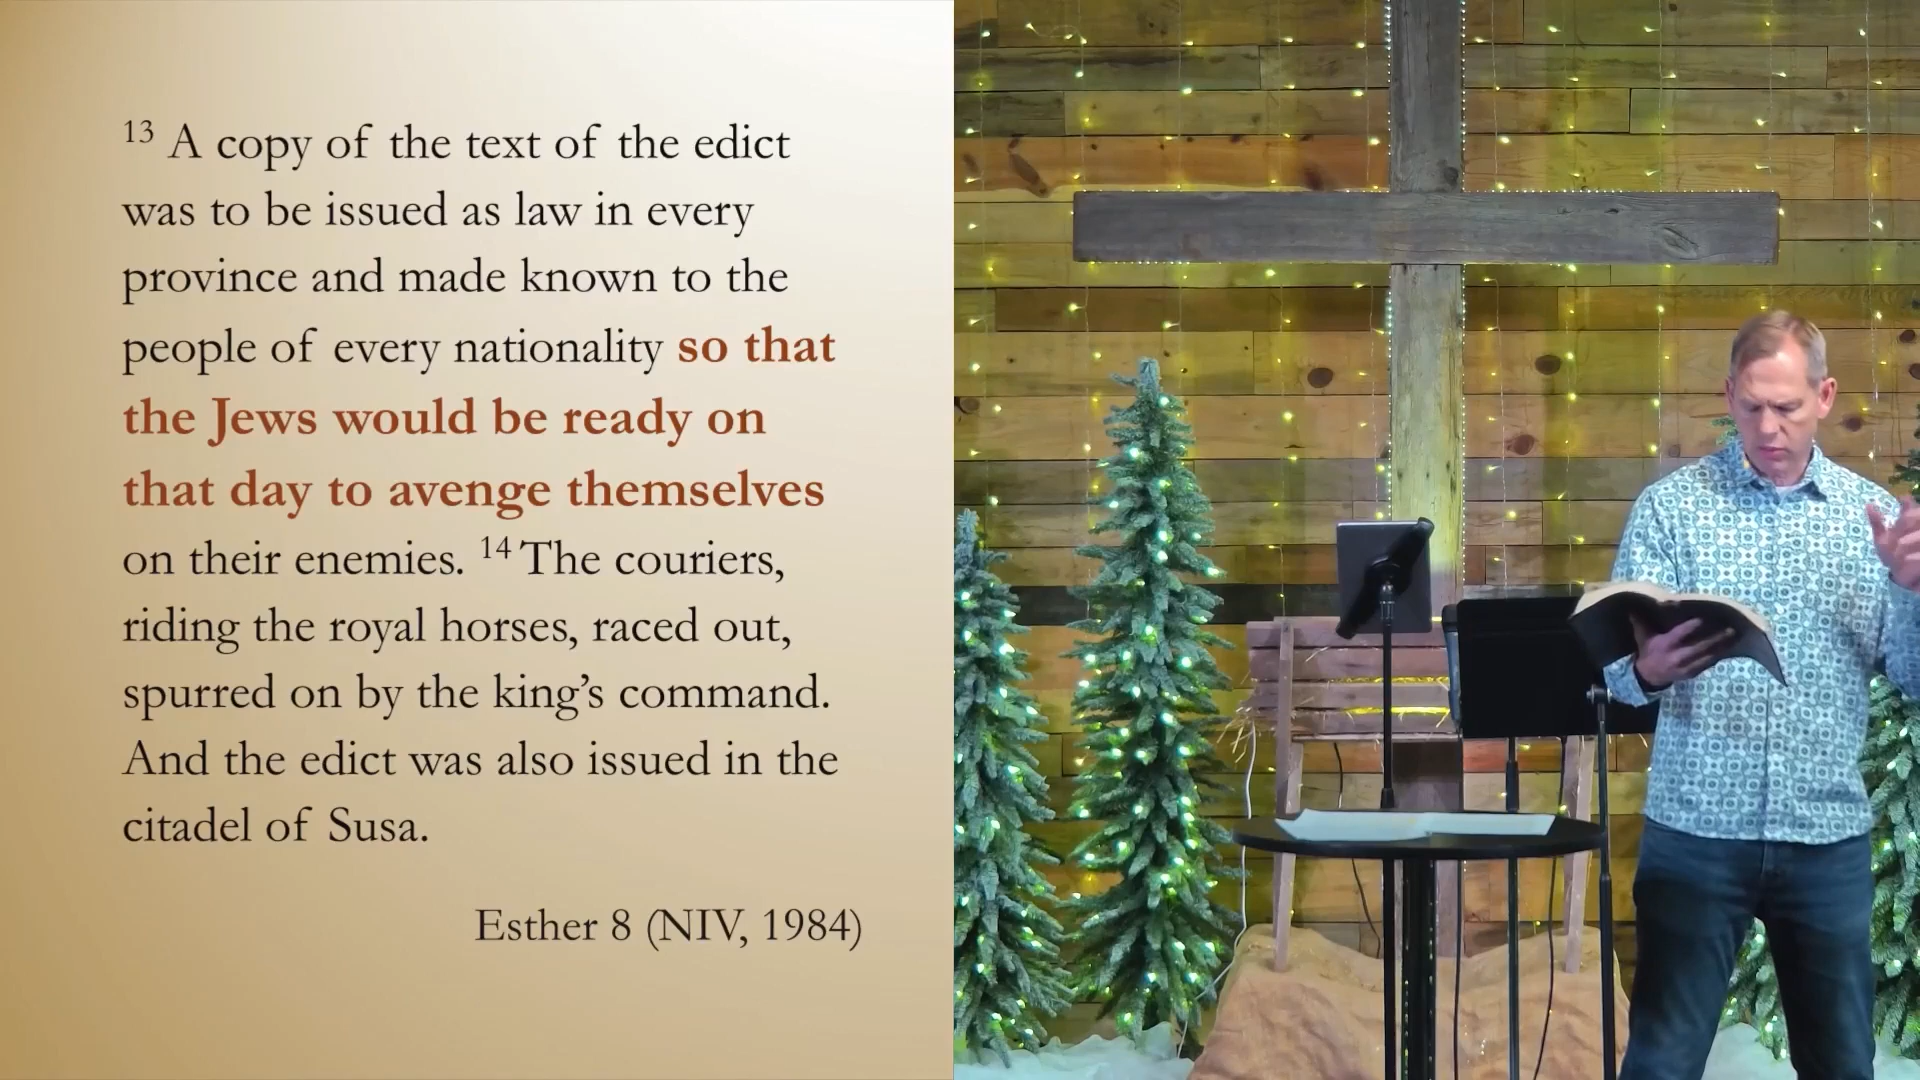 13 A copy of the text of the edict
was to be issued as law in every
province and made known to the
people of every nationality so that
the Jews would be ready on
that day to avenge themselves
on their enemies. 14 The couriers,
riding the royal horses, raced out,
spurred on by the king’s command.
And the edict was also issued in the
citadel of Susa.
Esther 8 (NIV, 1984)